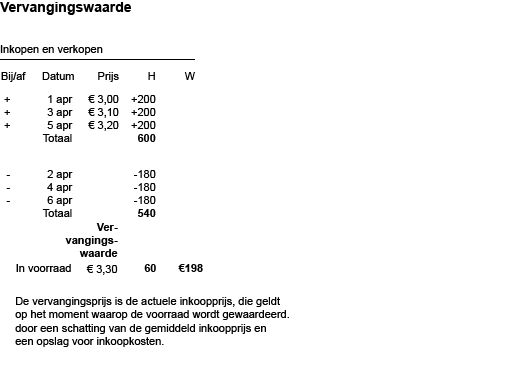 Vervangingswaarde
Inkopen en verkopen
Bij/af Datum Prijs H W
+ 1 apr € 3,00 +200
+ 3 apr € 3,10 +200
+ 5 apr € 3,20 +200
Totaal 600
- 2 apr -180
- 4 apr -180
- 6 apr -180
Totaal 540
Ver-
vangings-
waarde
In voorraad € 3,30 60 €198
De vervangingsprijs is de actuele inkoopprijs, die geldt
op het moment waarop de voorraad wordt gewaardeerd.
door een schatting van de gemiddeld inkoopprijs en
een opslag voor inkoopkosten.